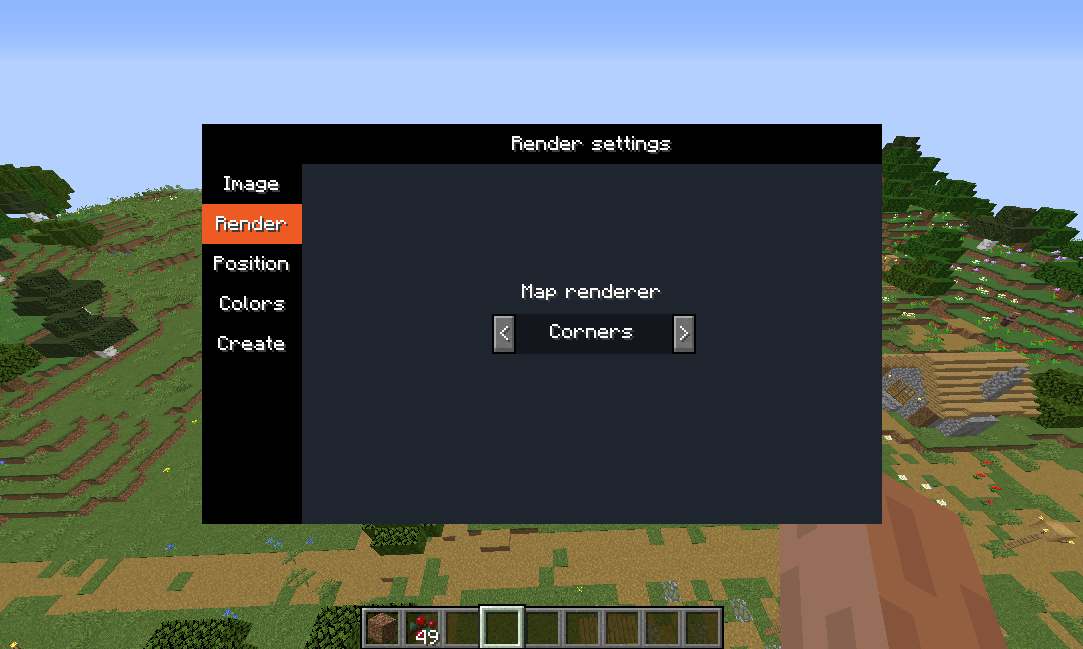 Render settings
Image
Render
Position
Colors
Create
Map renderer
< Corners >
49